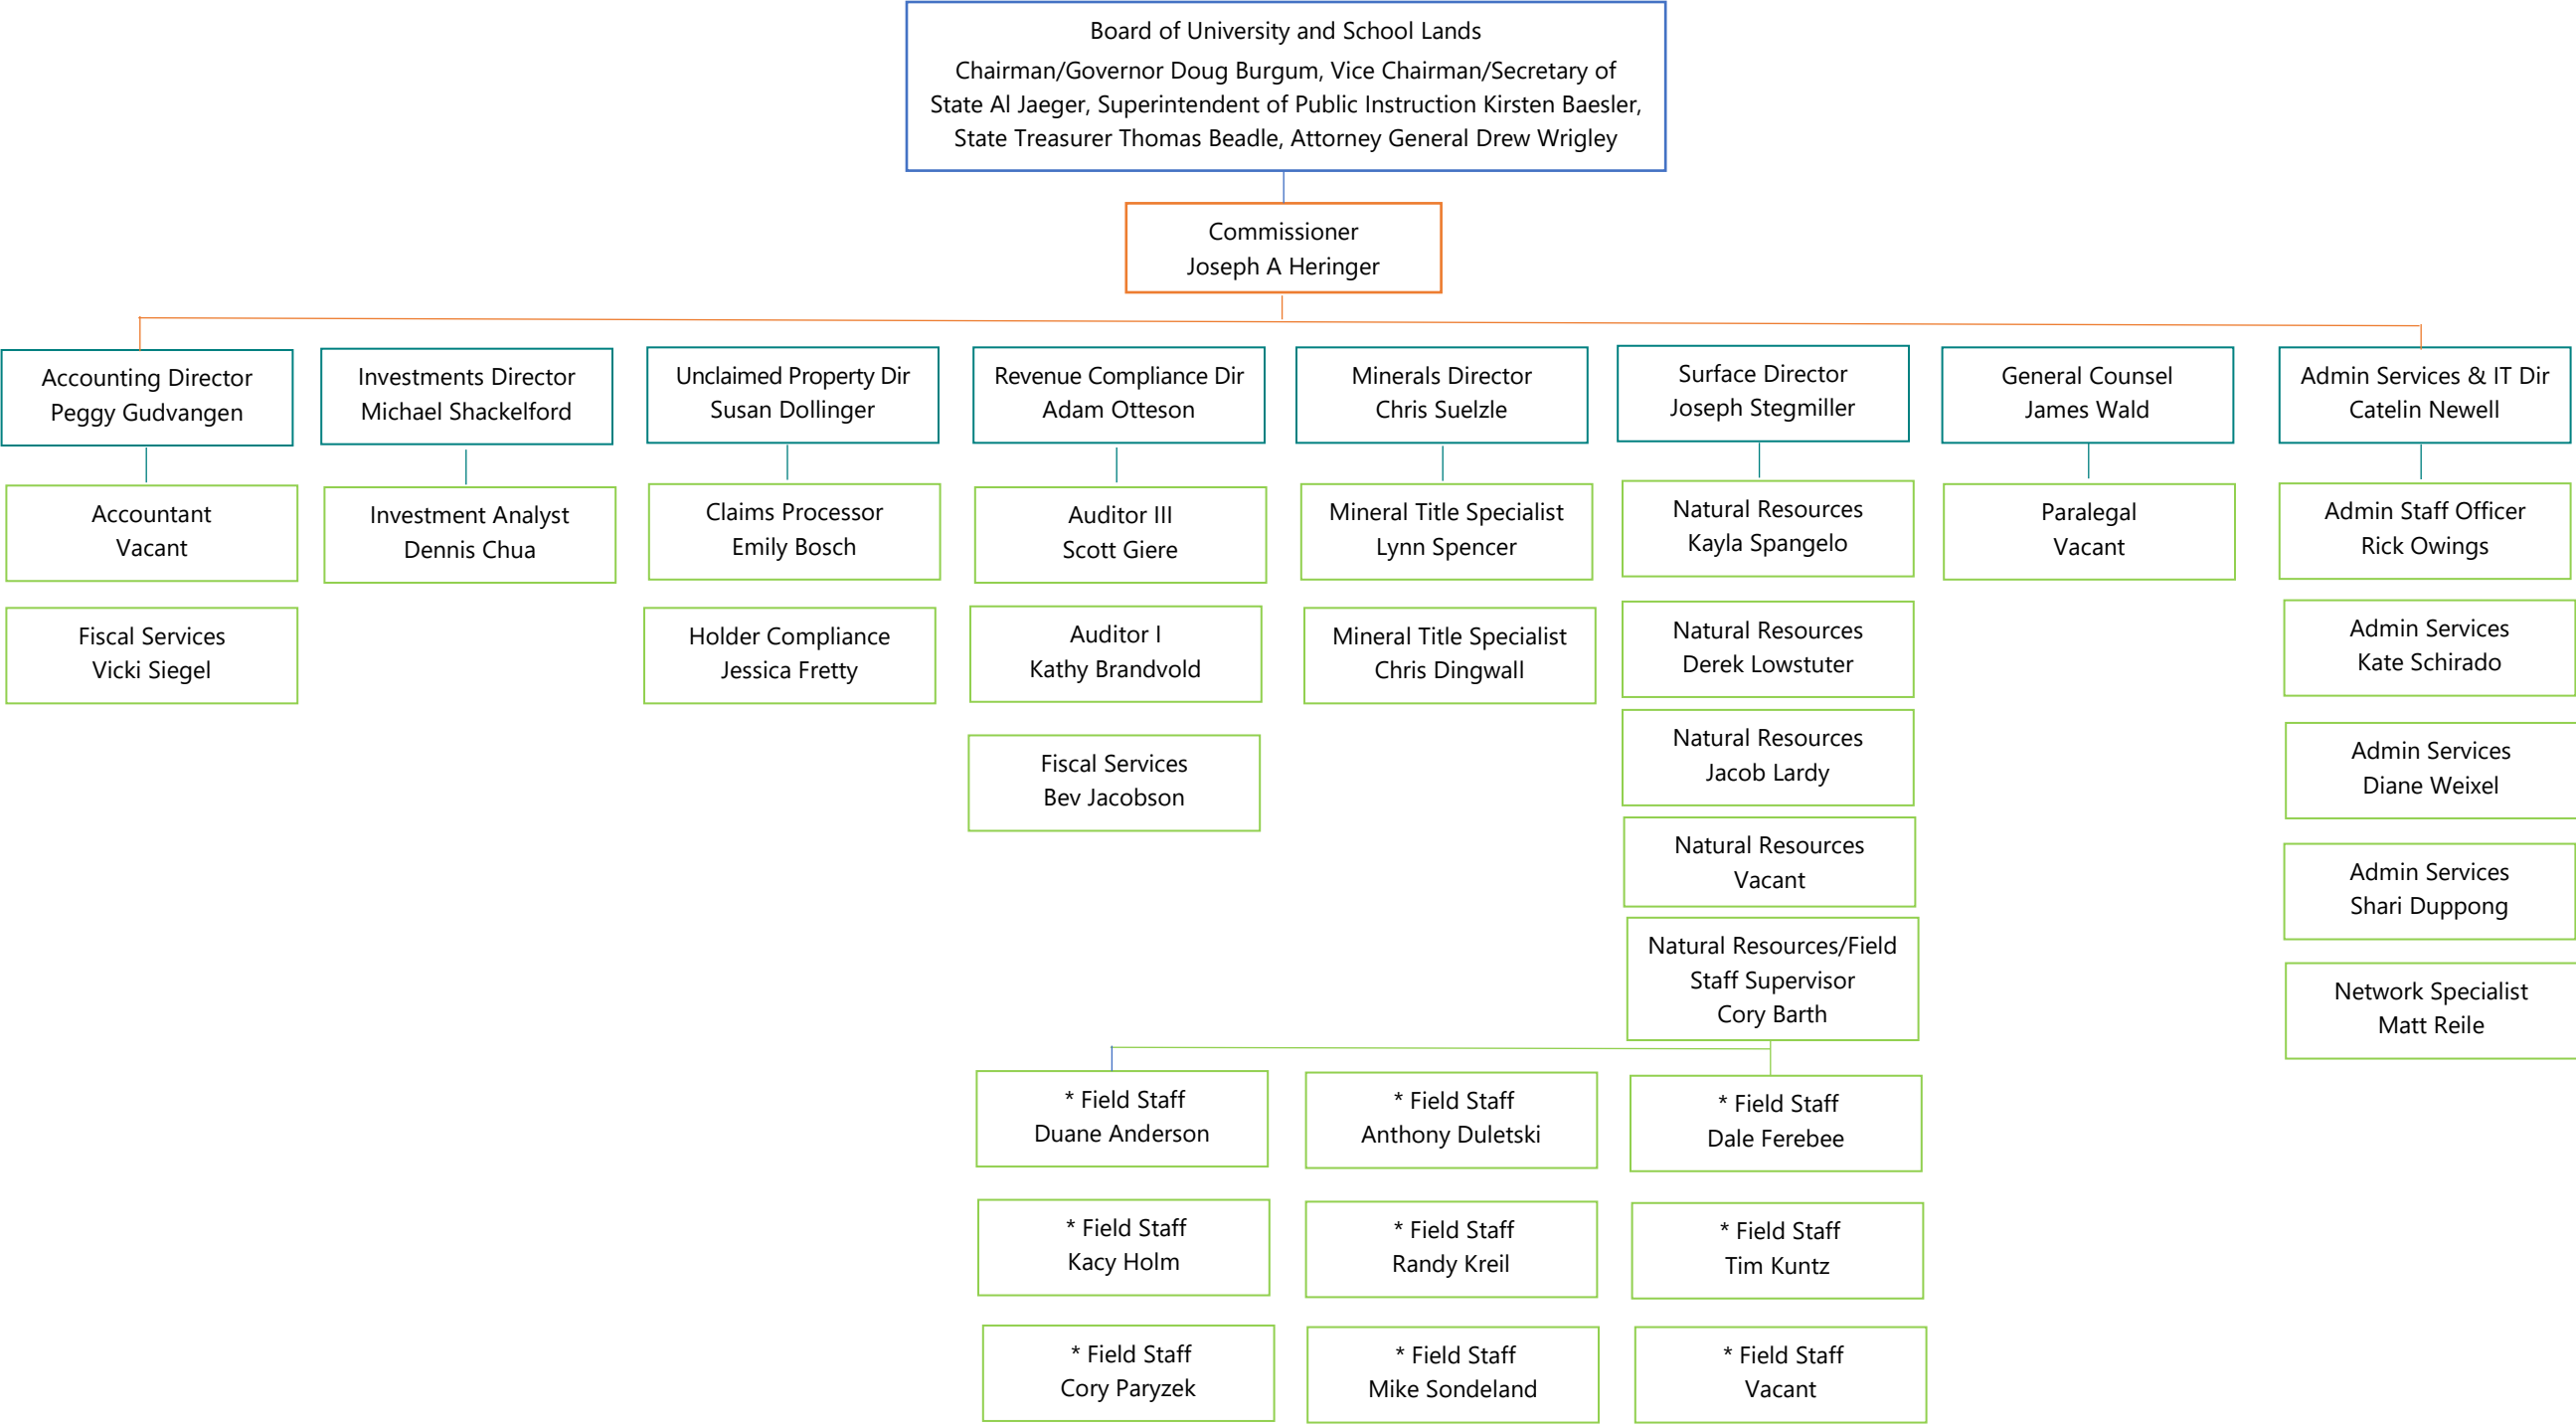 Board of University and School Lands
Chairman/Governor Doug Burgum, Vice Chairman/Secretary of
State Al Jaeger, Superintendent of Public Instruction Kirsten Baesler,
State Treasurer Thomas Beadle, Attorney General Drew Wrigley
Commissioner
Joseph A Heringer
Accounting Director
Peggy Gudvangen
Investments Director
Michael Shackelford
Unclaimed Property Dir
Susan Dollinger
Revenue Compliance Dir
Adam Otteson
Minerals Director
Chris Suelzle
Surface Director
Joseph Stegmiller
General Counsel
James Wald
Admin Services & IT Dir
Catelin Newell
Accountant
Vacant
Investment Analyst
Dennis Chua
Claims Processor
Emily Bosch
Auditor III
Scott Giere
Mineral Title Specialist
Lynn Spencer
Natural Resources
Kayla Spangelo
Paralegal
Vacant
Admin Staff Officer
Rick Owings
Fiscal Services
Vicki Siegel
Holder Compliance
Jessica Fretty
Auditor I
Kathy Brandvold
Mineral Title Specialist
Chris Dingwall
Natural Resources
Derek Lowstuter
Admin Services
Kate Schirado
Fiscal Services
Bev Jacobson
Natural Resources
Jacob Lardy
Admin Services
Diane Weixel
Natural Resources
Vacant
Admin Services
Shari Duppong
Natural Resources/Field
Staff Supervisor
Cory Barth
Network Specialist
Matt Reile
* Field Staff
Duane Anderson
* Field Staff
Anthony Duletski
* Field Staff
Dale Ferebee
* Field Staff
Kacy Holm
* Field Staff
Randy Kreil
* Field Staff
Tim Kuntz
* Field Staff
Cory Paryzek
* Field Staff
Mike Sondeland
* Field Staff
Vacant